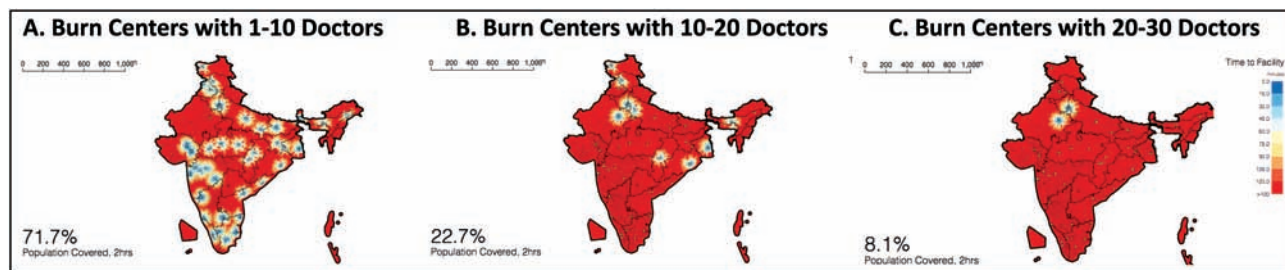 A. Burn Centers with 1-10 Doctors
B. Burn Centers with 10-20 Doctors
C. Burn Centers with 20-30 Doctors
0 200 400 600 800 1,000
0 200 400 600 800 1,000
1
0 200 400 600 800 1,000
Time to Facility
71.7%
Population Covered, 2hrs
22.7%
Population Covered, 2hrs
8.1%
Population Covered, 2hrs